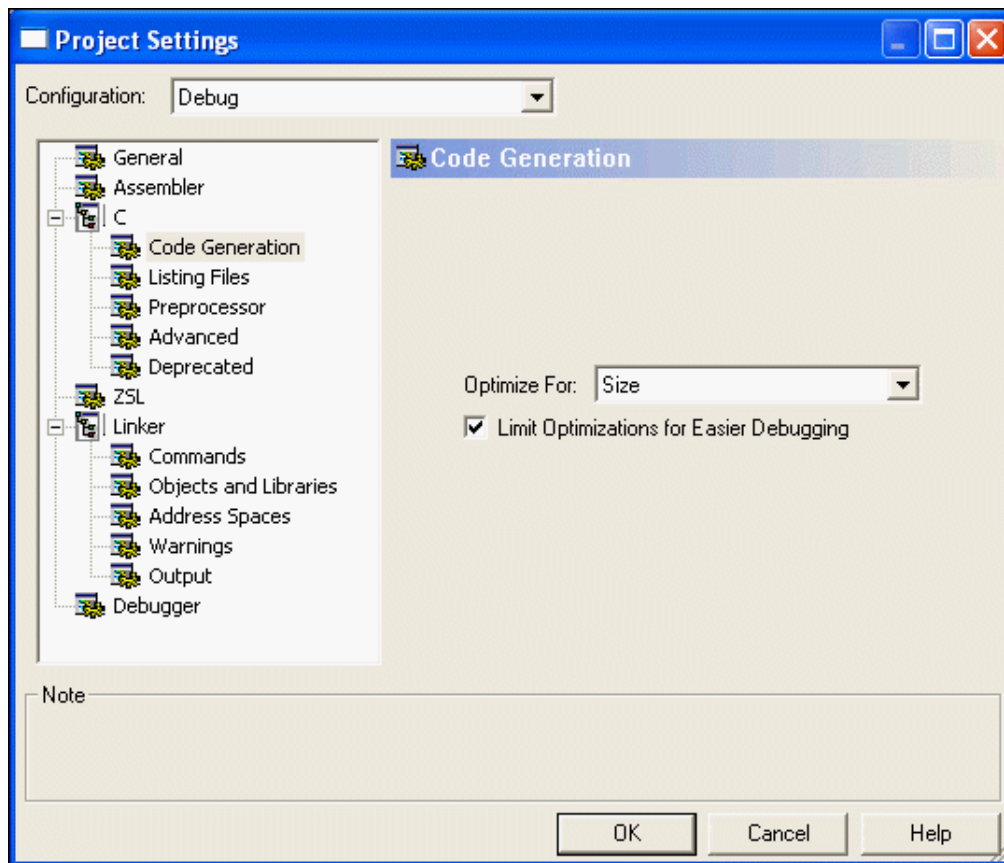 Project Settings
Configuration: Debug
General
Assembler
C
Code Generation
Listing Files
Preprocessor
Advanced
Deprecated
ZSL
Linker
Commands
Objects and Libraries
Address Spaces
Warnings
Output
Debugger
Code Generation
Optimize For: Size
Limit Optimizations for Easier Debugging
Note
OK Cancel Help